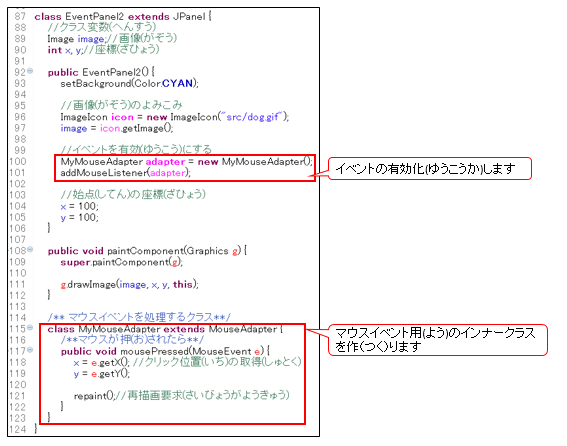 87 class EventPanel2 extends JPanel {
88 //クラス変数(へんすう)
89 Image image;//画像(がぞう)
90 int x, y;//座標(ざひょう)
91
92 public EventPanel2() {
93 setBackground(Color.CYAN);
94
95 //画像(がぞう)のよみこみ
96 ImageIcon icon = new ImageIcon("src/dog.gif");
97 image = icon.getImage();
98
99 //イベントを有効(ゆうこう)にする
100 MyMouseAdapter adapter = new MyMouseAdapter();
101 addMouseListener(adapter);
102
103 //始点(してん)の座標(ざひょう)
104 x = 100;
105 y = 100;
106 }
107
108 public void paintComponent(Graphics g) {
109 super.paintComponent(g);
110
111 g.drawImage(image, x, y, this);
112 }
113
114 /** マウスイベントを処理するクラス**/
115 class MyMouseAdapter extends MouseAdapter {
116 /**マウスが押(お)されたら**/
117 public void mousePressed(MouseEvent e) {
118 x = e.getX(); //クリック位置(いち)の取得(しゅとく)
119 y = e.getY();
120
121 repaint();//再描画要求(さいびょうがようきゅう)
122 }
123 }
124 }
イベントの有効化(ゆうこうか)します
マウスイベント用(よう)のインナークラス
を作(つく)ります